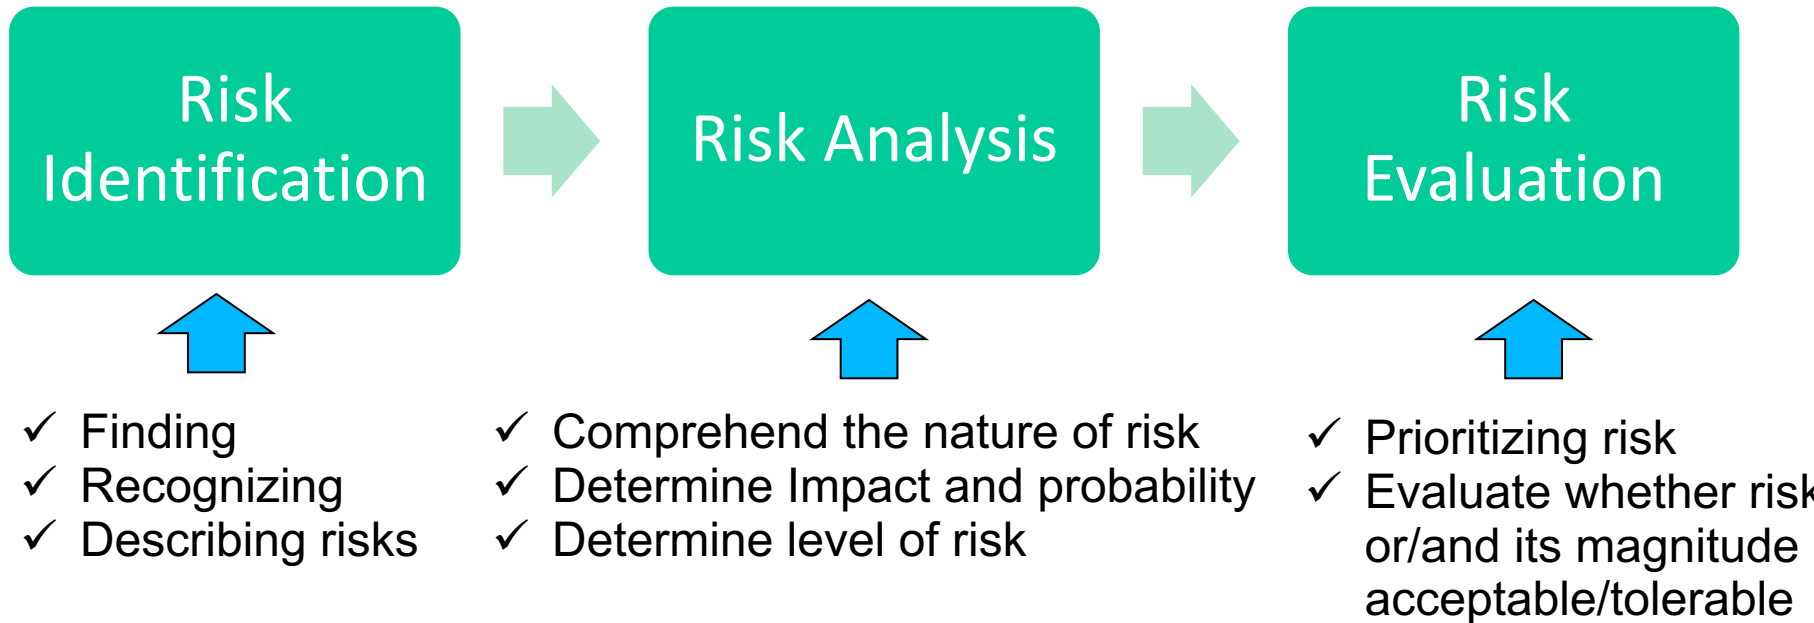 Risk
Identification
Risk Analysis
Risk
Evaluation
✓ Finding
✓ Recognizing
✓ Describing risks
✓ Comprehend the nature of risk
✓ Determine Impact and probability
✓ Determine level of risk
✓ Prioritizing risk
✓ Evaluate whether risk
or/and its magnitude
acceptable/tolerable